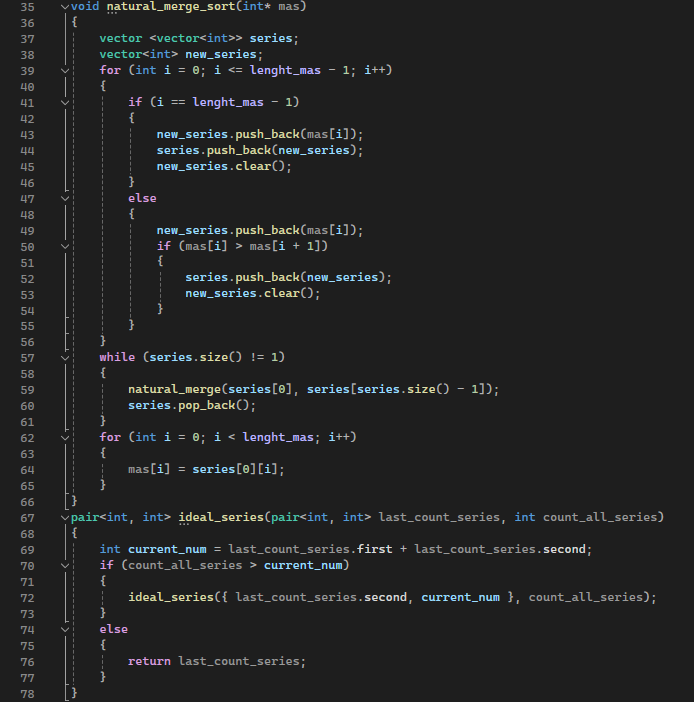 35 void natural_merge_sort(int* mas)
36 {
37 vector <vector<int>> series;
38 vector<int> new_series;
39 for (int i = 0; i <= lenght_mas - 1; i++)
40 {
41 if (i == lenght_mas - 1)
42 {
43 new_series.push_back(mas[i]);
44 series.push_back(new_series);
45 new_series.clear();
46 }
47 else
48 {
49 new_series.push_back(mas[i]);
50 if (mas[i] > mas[i + 1])
51 {
52 series.push_back(new_series);
53 new_series.clear();
54 }
55 }
56 }
57 while (series.size() != 1)
58 {
59 natural_merge(series[0], series[series.size() - 1]);
60 series.pop_back();
61 }
62 for (int i = 0; i < lenght_mas; i++)
63 {
64 mas[i] = series[0][i];
65 }
66 }
67 pair<int, int> ideal_series(pair<int, int> last_count_series, int count_all_series)
68 {
69 int current_num = last_count_series.first + last_count_series.second;
70 if (count_all_series > current_num)
71 {
72 ideal_series({ last_count_series.second, current_num }, count_all_series);
73 }
74 else
75 {
76 return last_count_series;
77 }
78 }